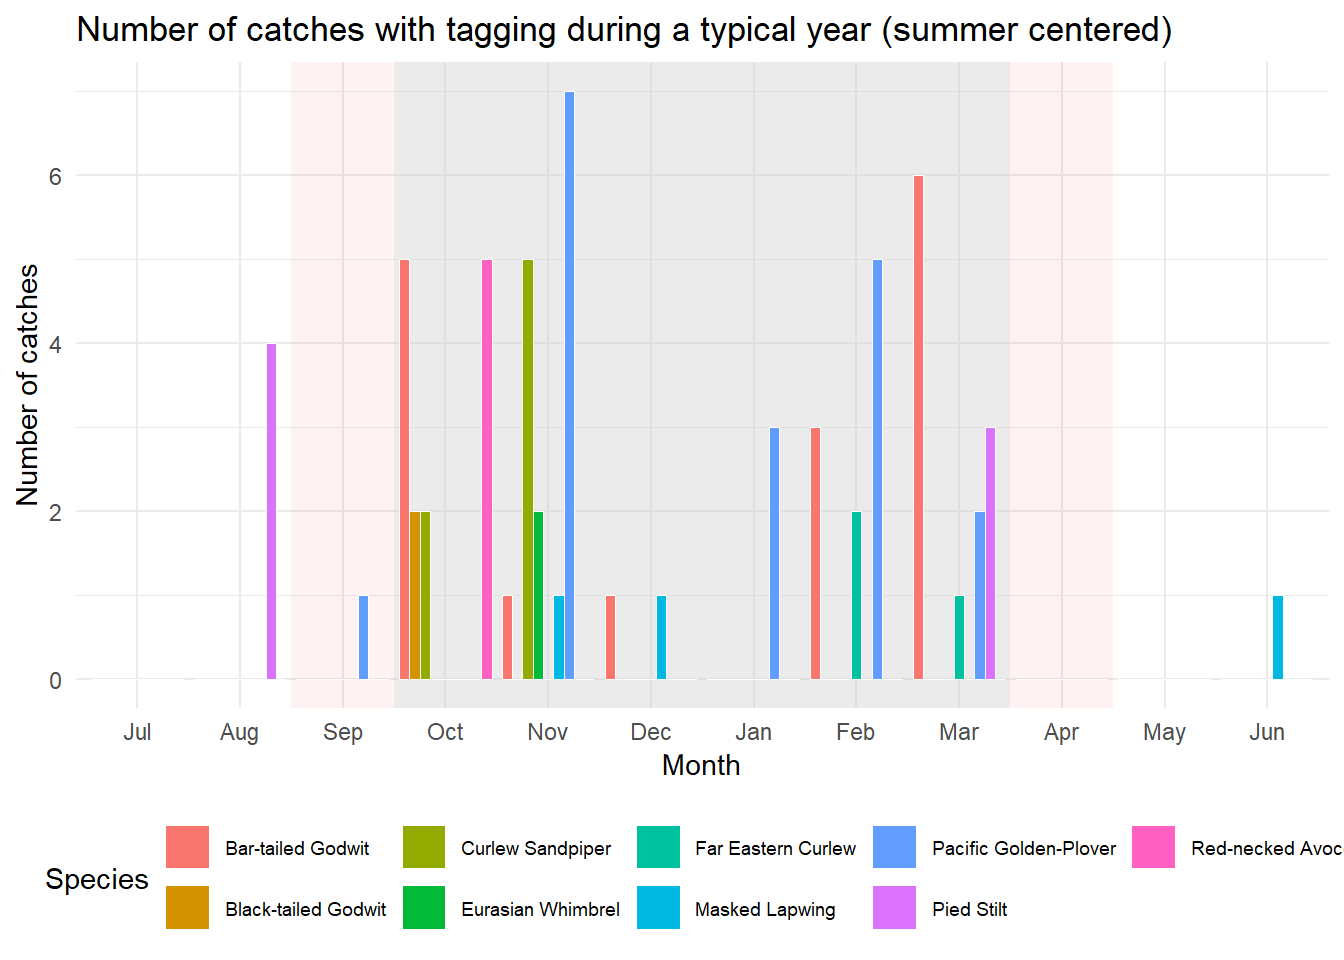 Number of catches with tagging during a typical year (summer centered)
Number of catches
6
4
2
0
Jul Aug Sep Oct Nov Dec Jan Feb Mar Apr May Jun
Month
Species
Bar-tailed Godwit Curlew Sandpiper Far Eastern Curlew Pacific Golden-Plover Red-necked Avoc
Black-tailed Godwit Eurasian Whimbrel Masked Lapwing Pied Stilt